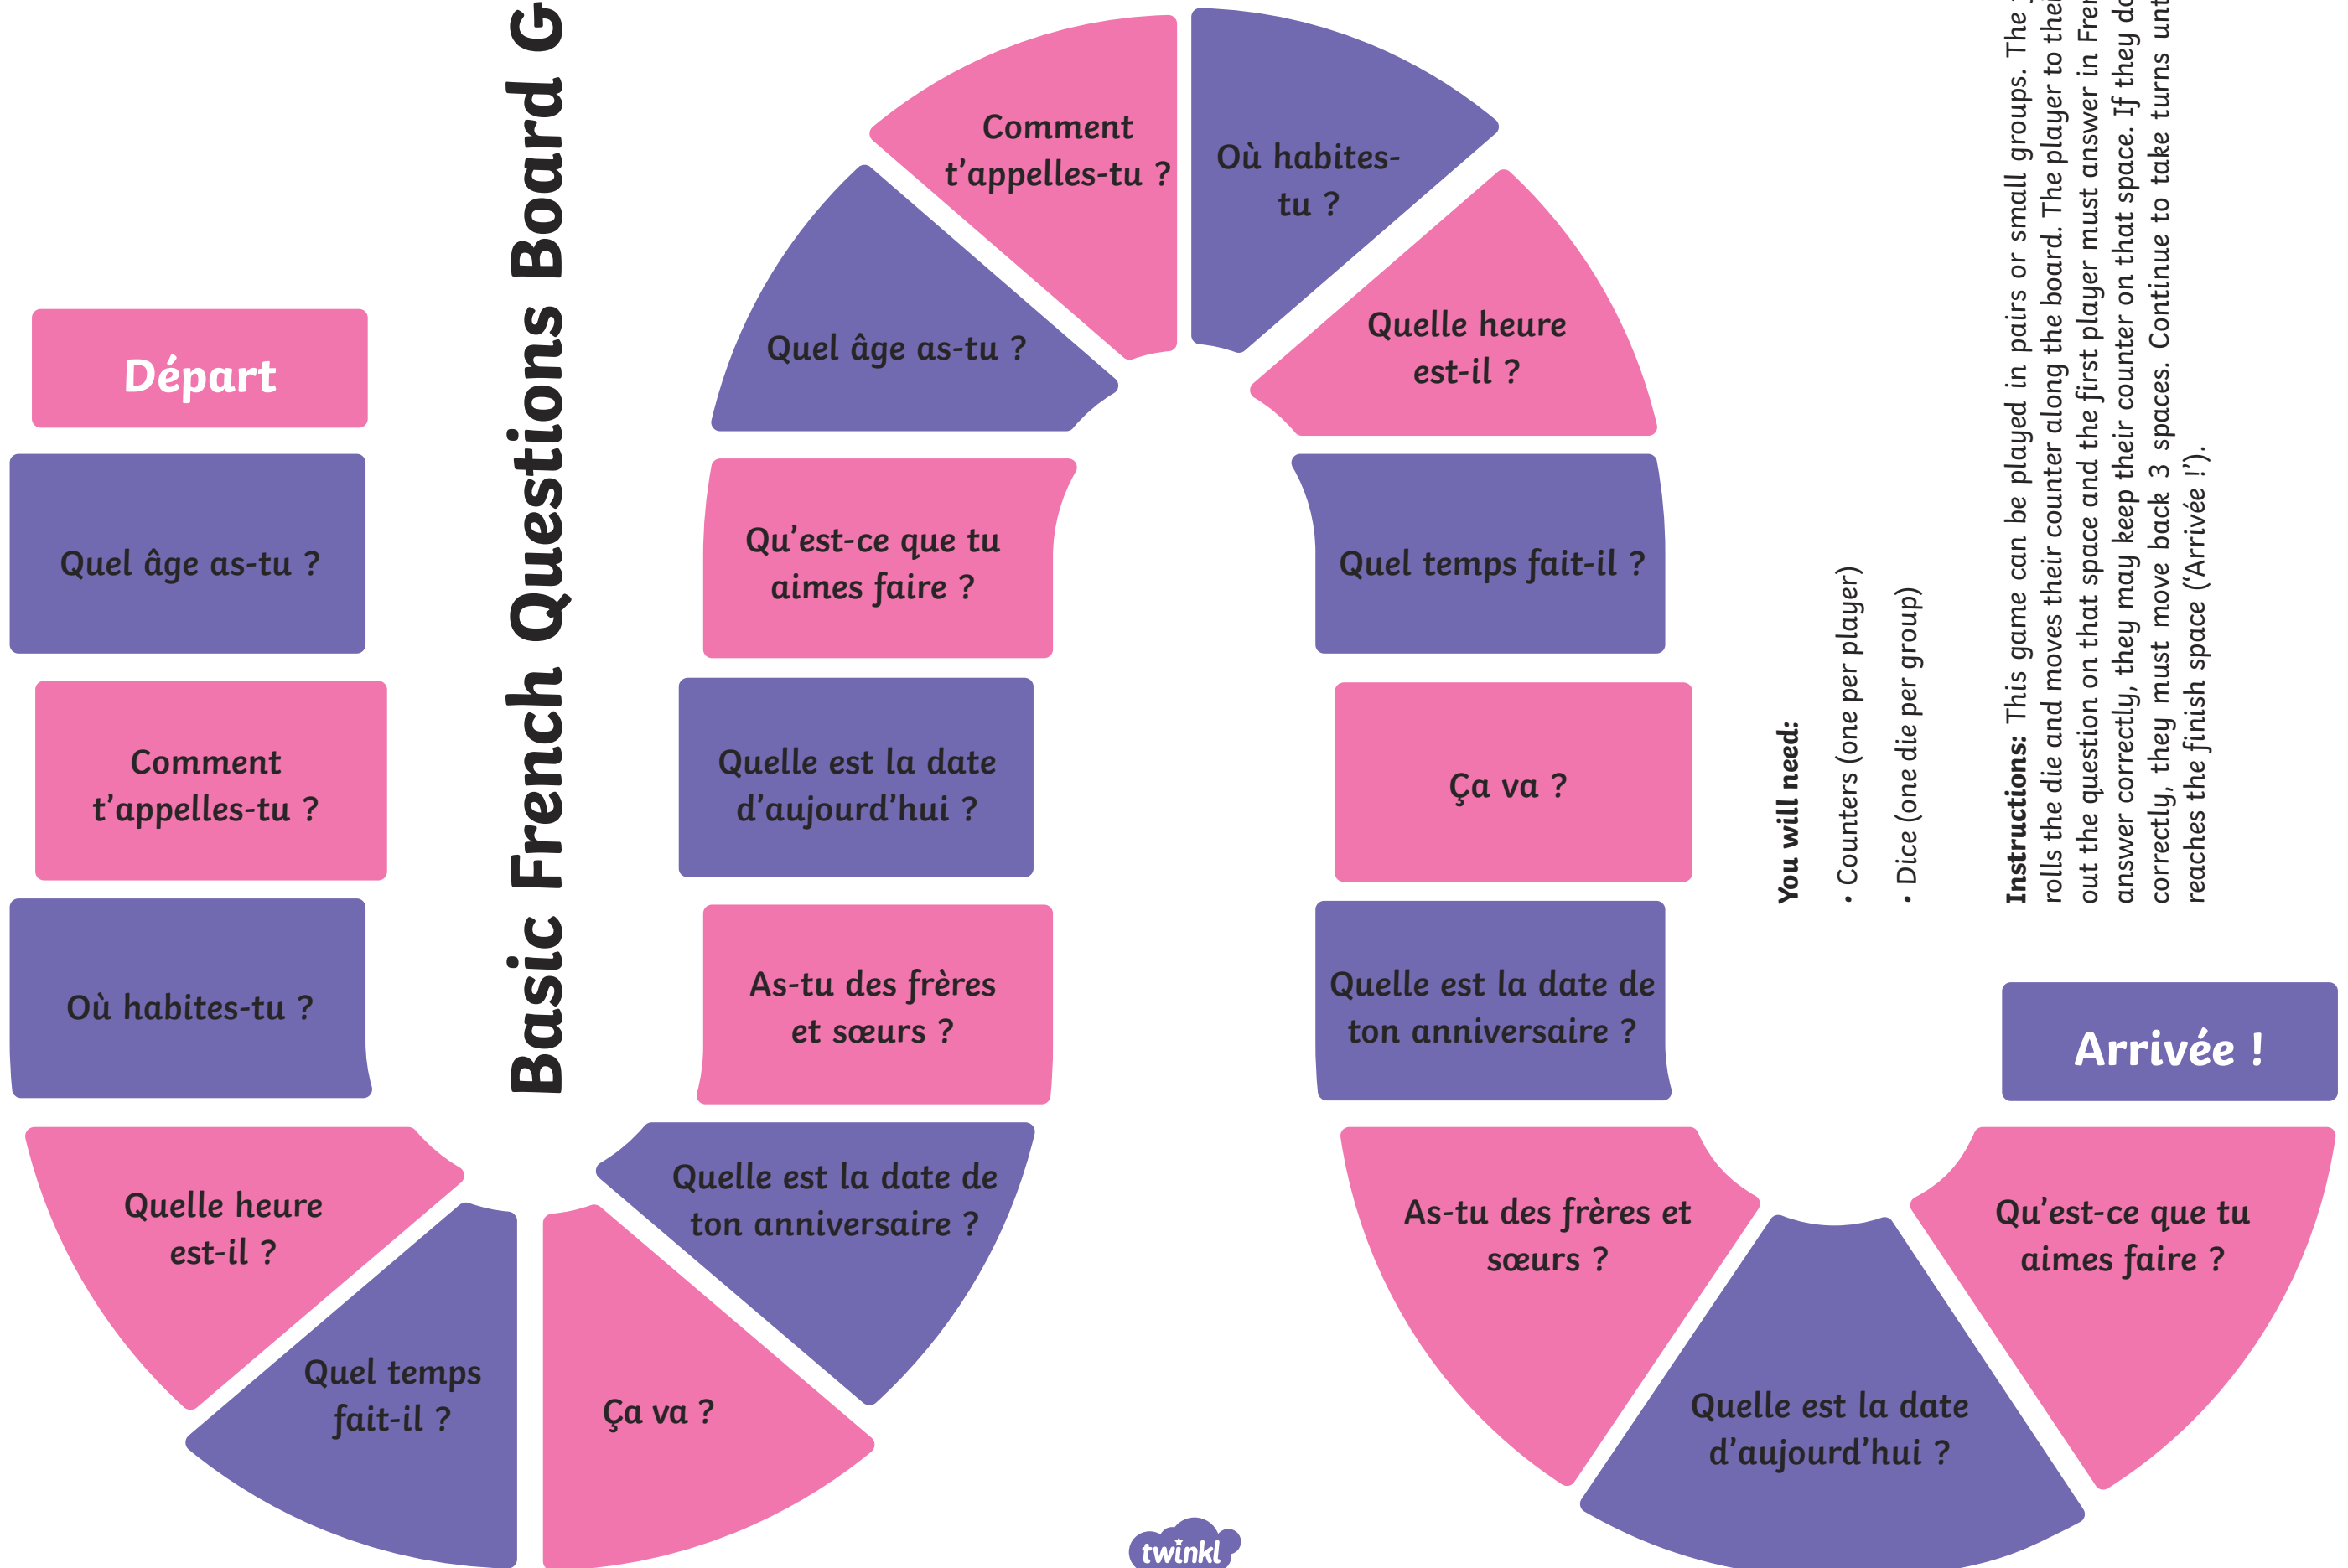 Basic French Questions Board G
Départ
Quel âge as-tu ?
Comment
t’appelles-tu ?
Où habites-tu ?
Quelle heure
est-il ?
Quel temps
fait-il ?
Ça va ?
Quelle est la date de
ton anniversaire ?
As-tu des frères
et sœurs ?
Quelle est la date
d’aujourd’hui ?
Qu’est-ce que tu
aimes faire ?
Quel âge as-tu ?
Comment
t’appelles-tu ?
Où habites-
tu ?
Quelle heure
est-il ?
Quel temps fait-il ?
Ça va ?
Quelle est la date de
ton anniversaire ?
As-tu des frères et
sœurs ?
Quelle est la date
d’aujourd’hui ?
Qu’est-ce que tu
aimes faire ?
Arrivée !
You will need:
• Counters (one per player)
• Dice (one die per group)
Instructions: This game can be played in pairs or small groups. The
rolls the die and moves their counter along the board. The player to
out the question on that space and the first player must answer in
answer correctly, they may keep their counter on that space. If they
correctly, they must move back 3 spaces. Continue to take turns
reaches the finish space (‘Arrivée !’).
twinkl